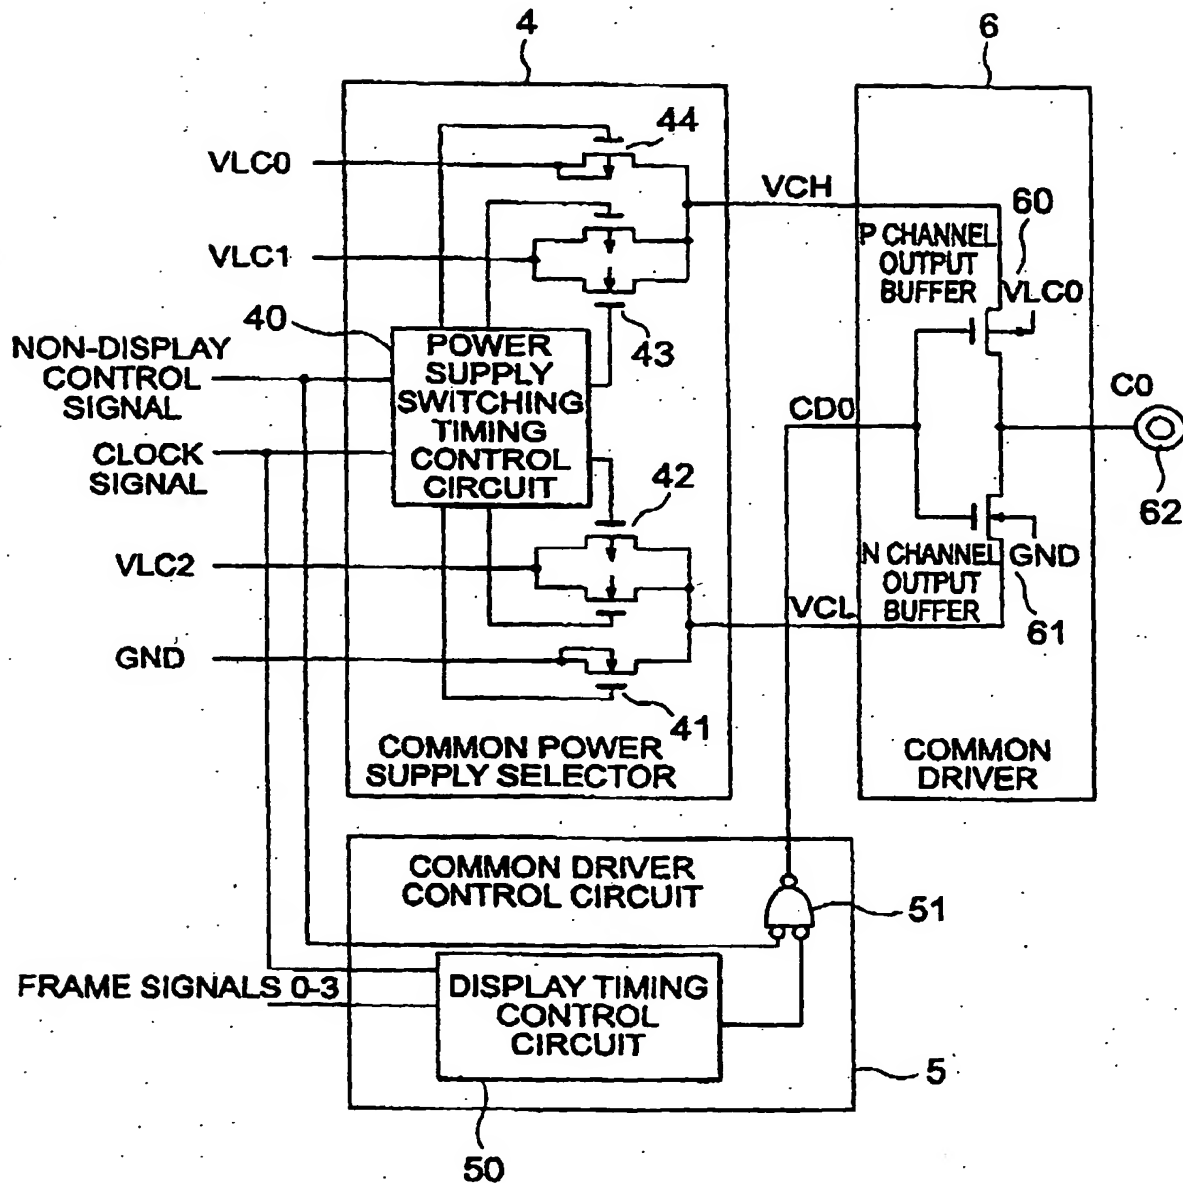 4
6
44
VLC0
VCH
60
P CHANNEL
OUTPUT
BUFFER
VLC0
VLC1
40
43
NON-DISPLAY
CONTROL
SIGNAL
POWER
SUPPLY
SWITCHING
TIMING
CONTROL
CIRCUIT
C0
CD0
CLOCK
SIGNAL
42
62
VLC2
N CHANNEL
OUTPUT
BUFFER
GND
VCL
61
GND
41
COMMON POWER
SUPPLY SELECTOR
COMMON
DRIVER
COMMON DRIVER
CONTROL CIRCUIT
51
FRAME SIGNALS 0-3
DISPLAY TIMING
CONTROL
CIRCUIT
5
50